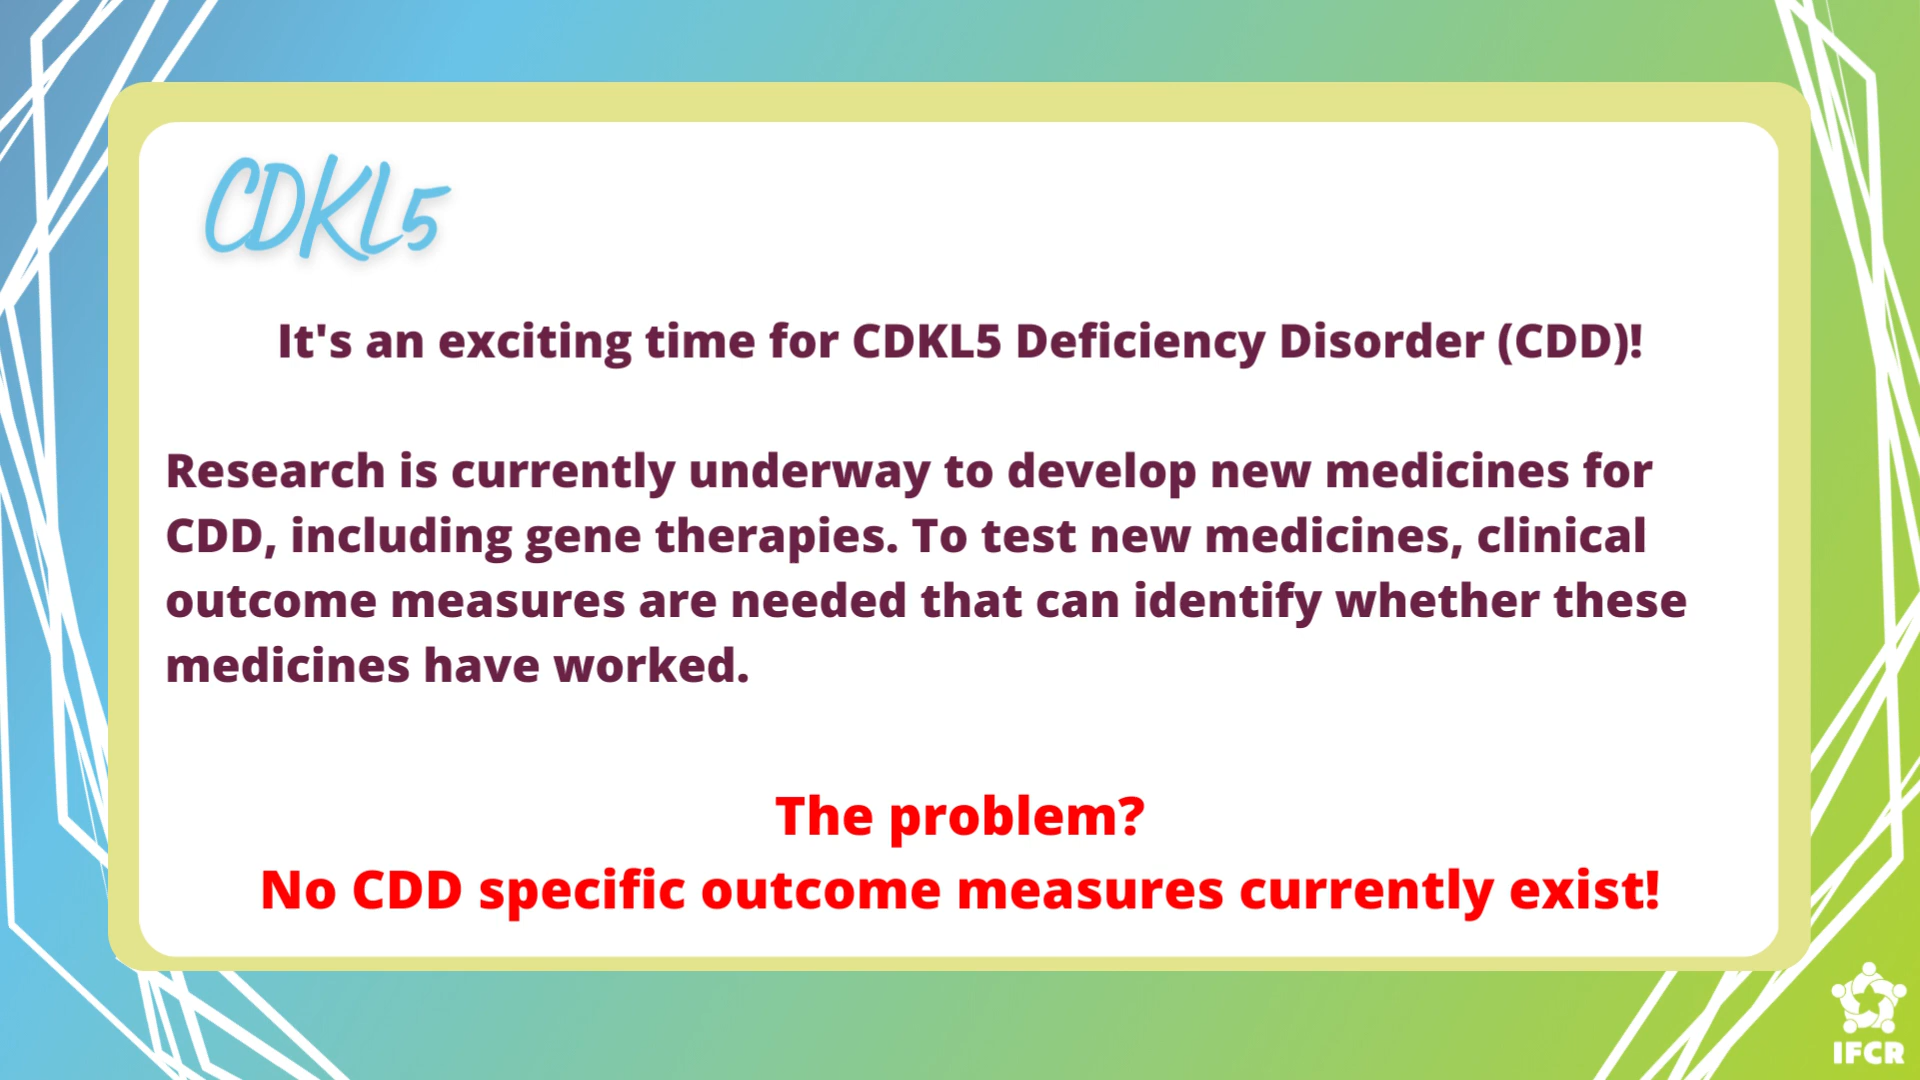 CDKL5
It's an exciting time for CDKL5 Deficiency Disorder (CDD)!
Research is currently underway to develop new medicines for
CDD, including gene therapies. To test new medicines, clinical
outcome measures are needed that can identify whether these
medicines have worked.
The problem?
No CDD specific outcome measures currently exist!
IFCR